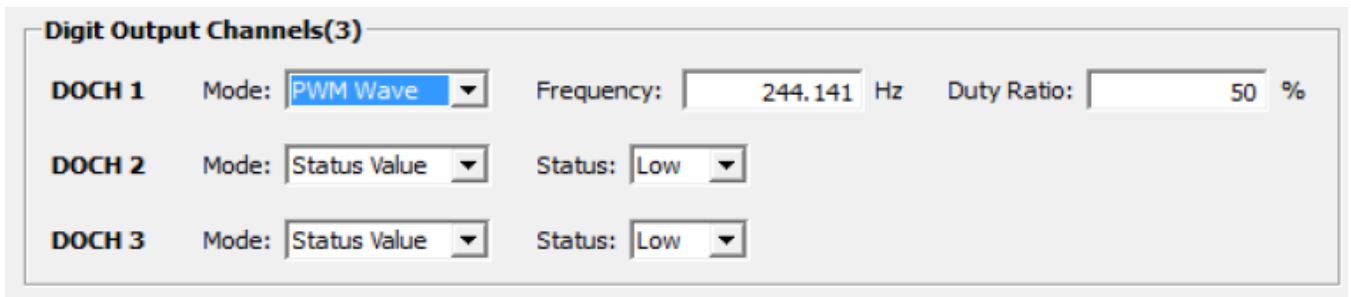 Digit Output Channels(3)
DOCH 1 Mode: PWM Wave Frequency: 244.141 Hz Duty Ratio: 50 %
DOCH 2 Mode: Status Value Status: Low
DOCH 3 Mode: Status Value Status: Low